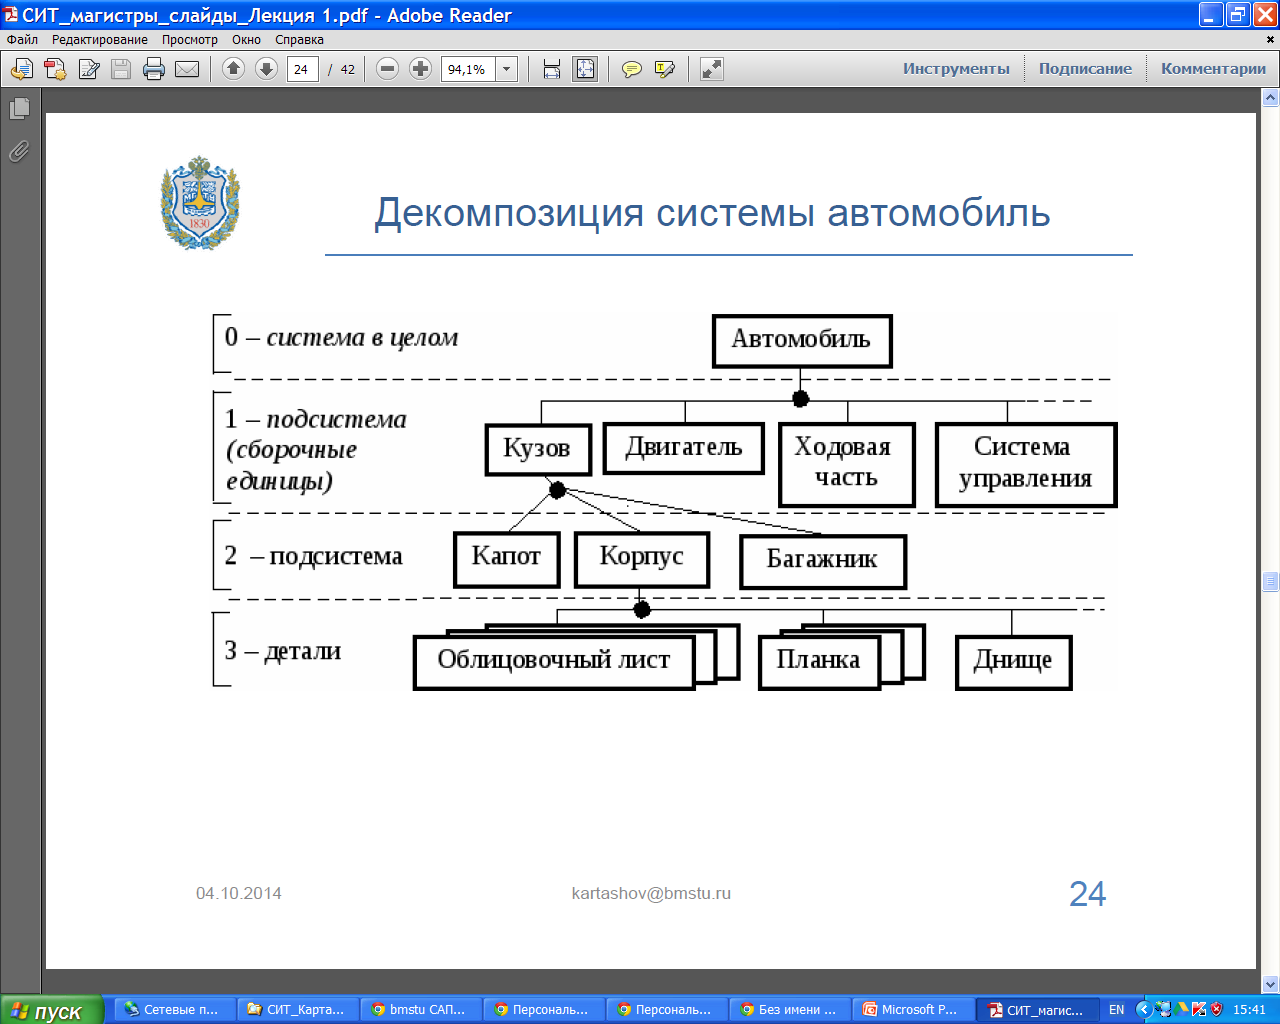 СИТ_магистры_слайды_Лекция 1.pdf - Adobe Reader
Файл Редактирование Просмотр Окно Справка
24 / 42 94,1% Инструменты Подписание Комментарии
1830
Декомпозиция системы автомобиль
0 – система в целом
Автомобиль
1 – подсистема
(сборочные
единицы)
Кузов
Двигатель
Ходовая
часть
Система
управления
2 – подсистема
Капот
Корпус
Багажник
3 – детали
Облицовочный лист
Планка
Днище
04.10.2014
kartashov@bmstu.ru
24
пуск Сетевые п... СИТ_Карта... bmstu САП... Персональ... Персональ... Без имени ... Microsoft P... СИТ_магис... EN 15:41